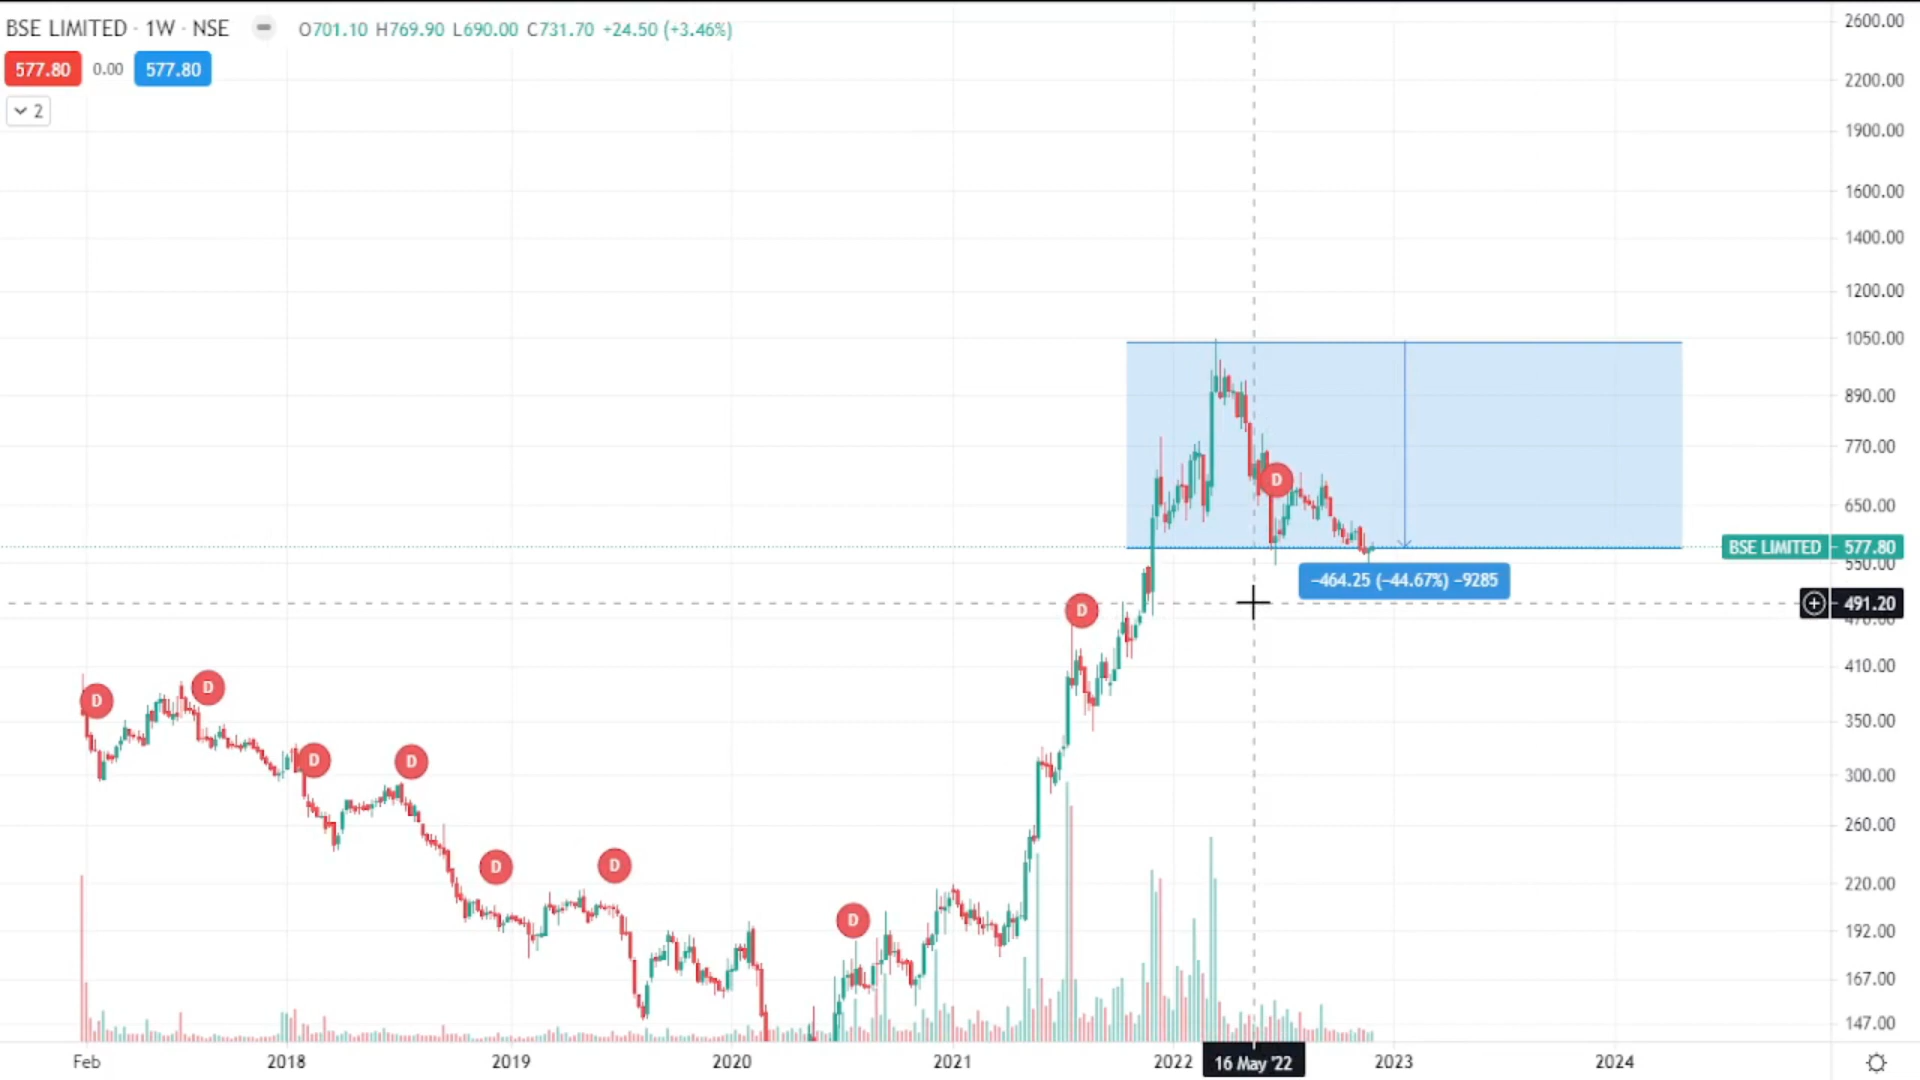 BSE LIMITED · 1W · NSE O701.10 H769.90 L690.00 C731.70 +24.50 (+3.46%)
577.80 0.00 577.80
2
2600.00
2200.00
1900.00
1600.00
1400.00
1200.00
1050.00
890.00
770.00
D
650.00
BSE LIMITED 577.80
550.00
−464.25 (−44.67%) −9285
491.20
D
470.00
410.00
D
D
350.00
D
D
300.00
260.00
D
D
220.00
D
192.00
167.00
147.00
Feb 2018 2019 2020 2021 2022 16 May '22 2023 2024